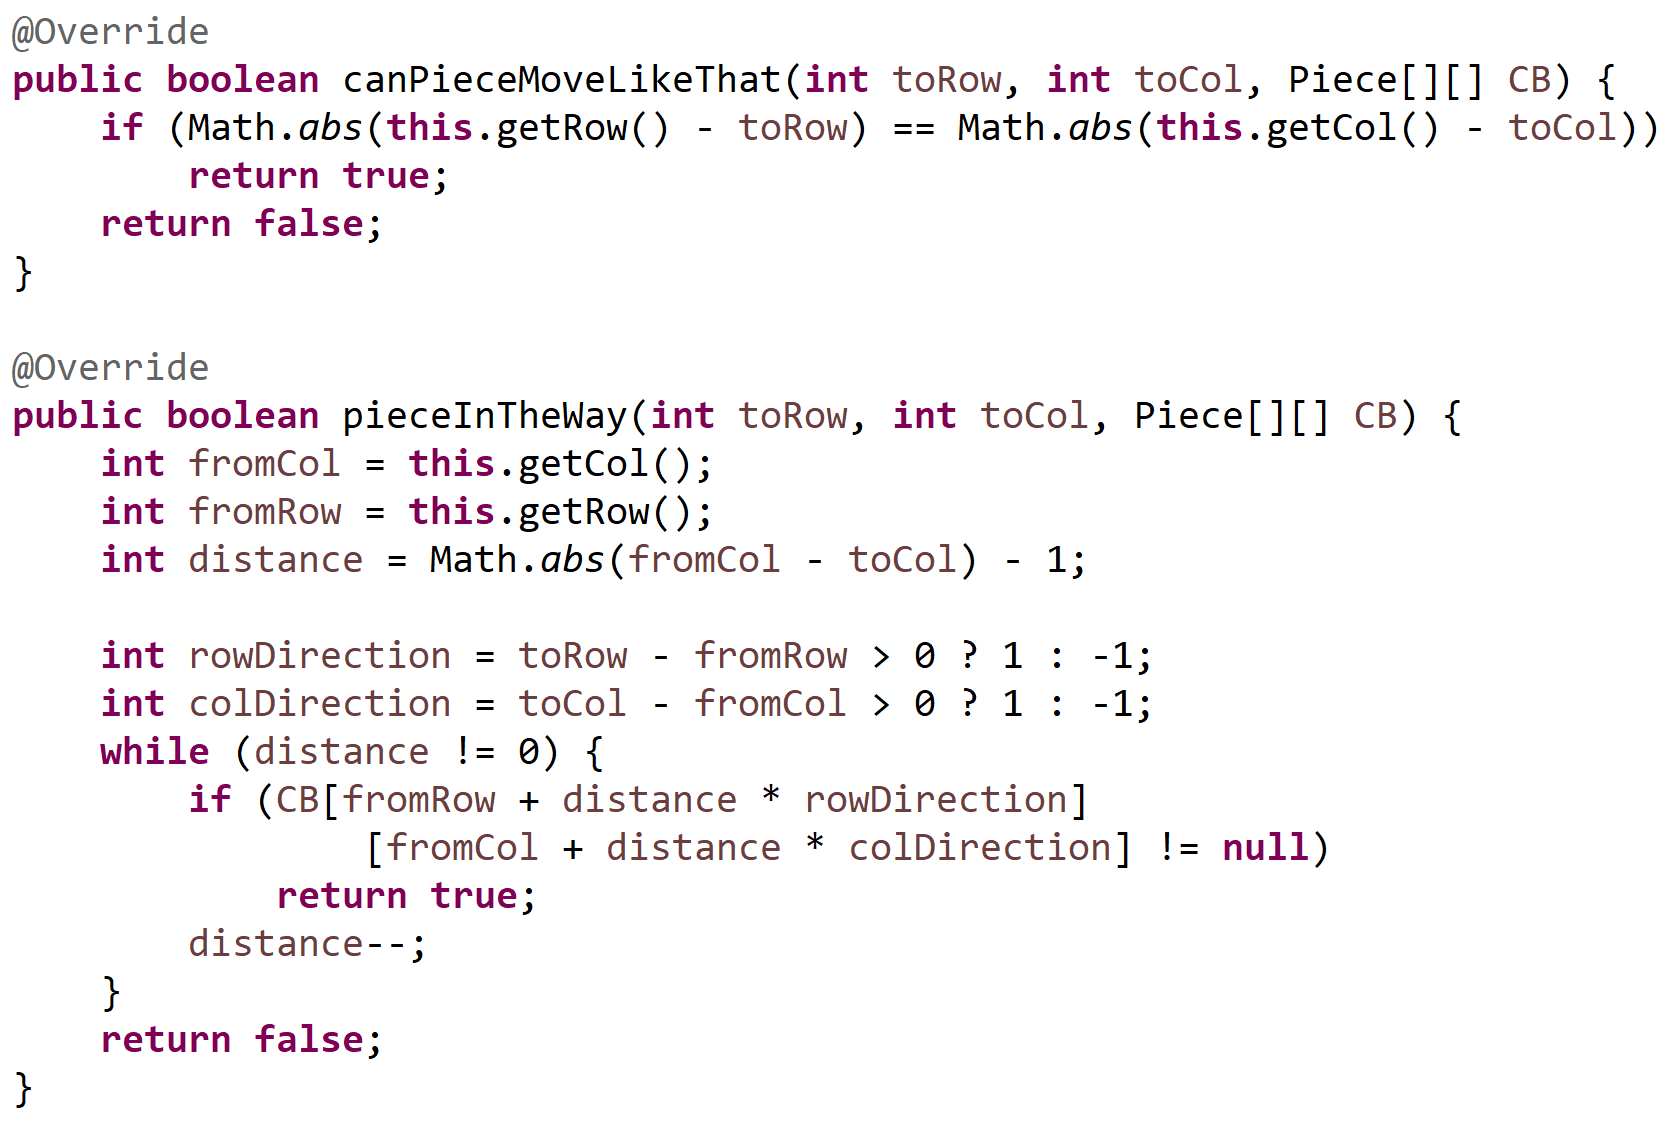 @Override
public boolean canPieceMoveLikeThat(int toRow, int toCol, Piece[][] CB) {
    if (Math.abs(this.getRow() - toRow) == Math.abs(this.getCol() - toCol))
        return true;
    return false;
}

@Override
public boolean pieceInTheWay(int toRow, int toCol, Piece[][] CB) {
    int fromCol = this.getCol();
    int fromRow = this.getRow();
    int distance = Math.abs(fromCol - toCol) - 1;

    int rowDirection = toRow - fromRow > 0 ? 1 : -1;
    int colDirection = toCol - fromCol > 0 ? 1 : -1;
    while (distance != 0) {
        if (CB[fromRow + distance * rowDirection]
                [fromCol + distance * colDirection] != null)
            return true;
        distance--;
    }
    return false;
}